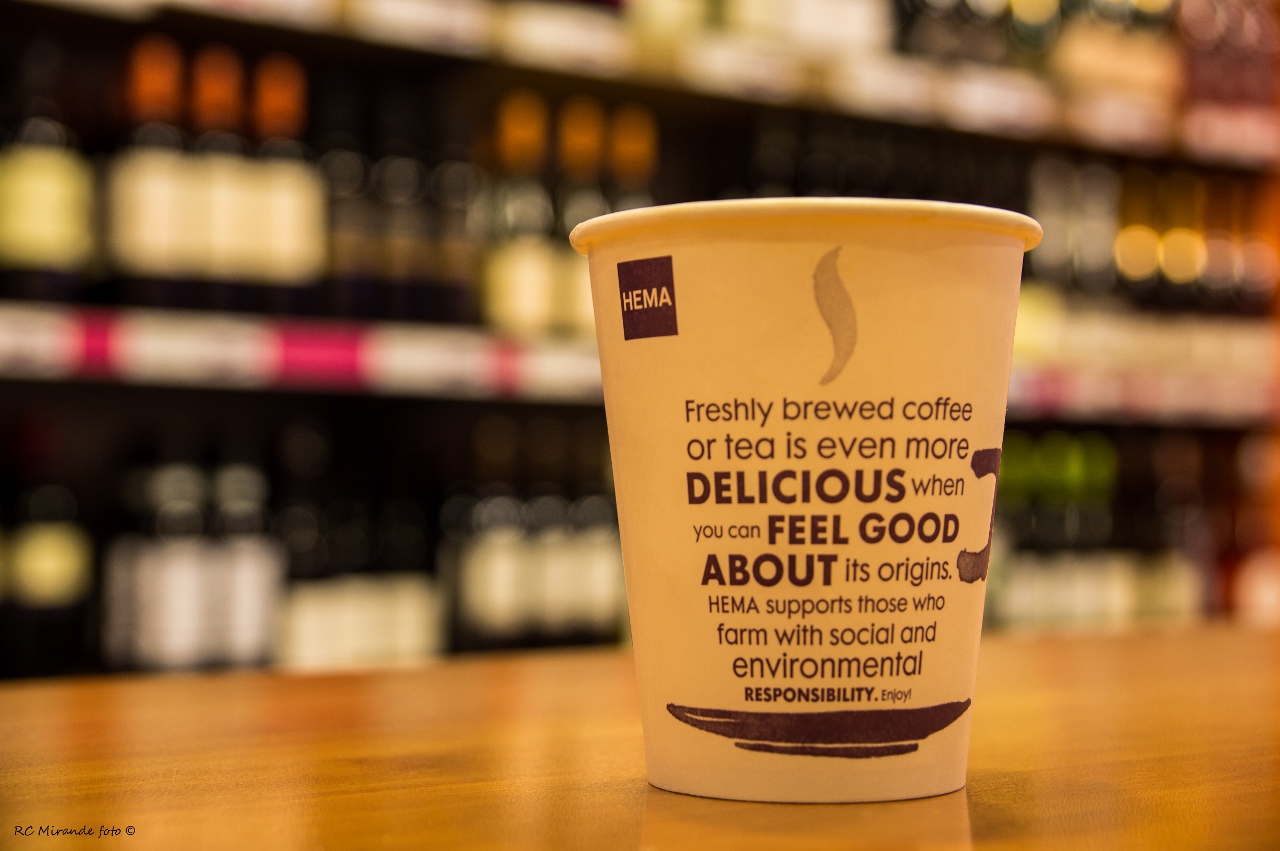 HEMA
Freshly brewed coffee
or tea is even more
DELICIOUS when
you can FEEL GOOD
ABOUT its origins.
HEMA supports those who
farm with social and
environmental
RESPONSIBILITY. Enjoy!
RC Mirande foto ©